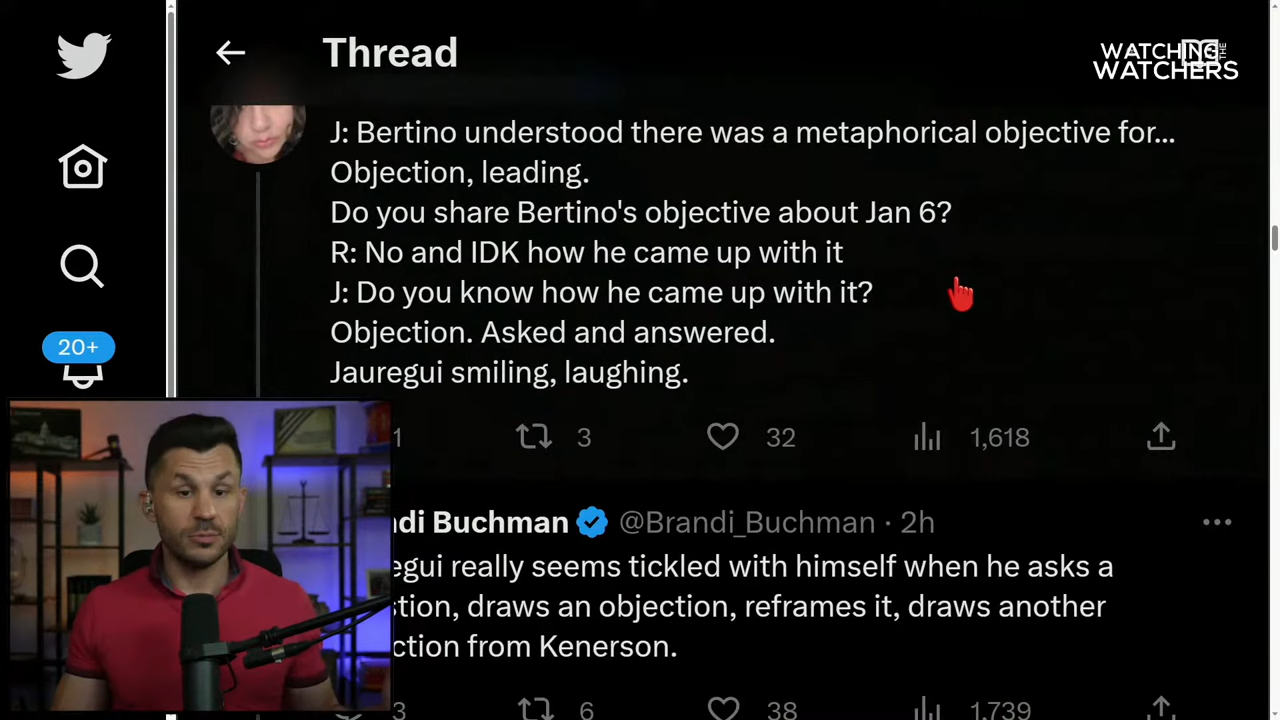 Thread
WATCHING THE
WATCHERS
J: Bertino understood there was a metaphorical objective for...
Objection, leading.
Do you share Bertino's objective about Jan 6?
R: No and IDK how he came up with it
J: Do you know how he came up with it?
Objection. Asked and answered.
Jauregui smiling, laughing.
20+
1 3 32 1,618
di Buchman @Brandi_Buchman · 2h
egui really seems tickled with himself when he asks a
stion, draws an objection, reframes it, draws another
ction from Kenerson.
3 6 38 1,739